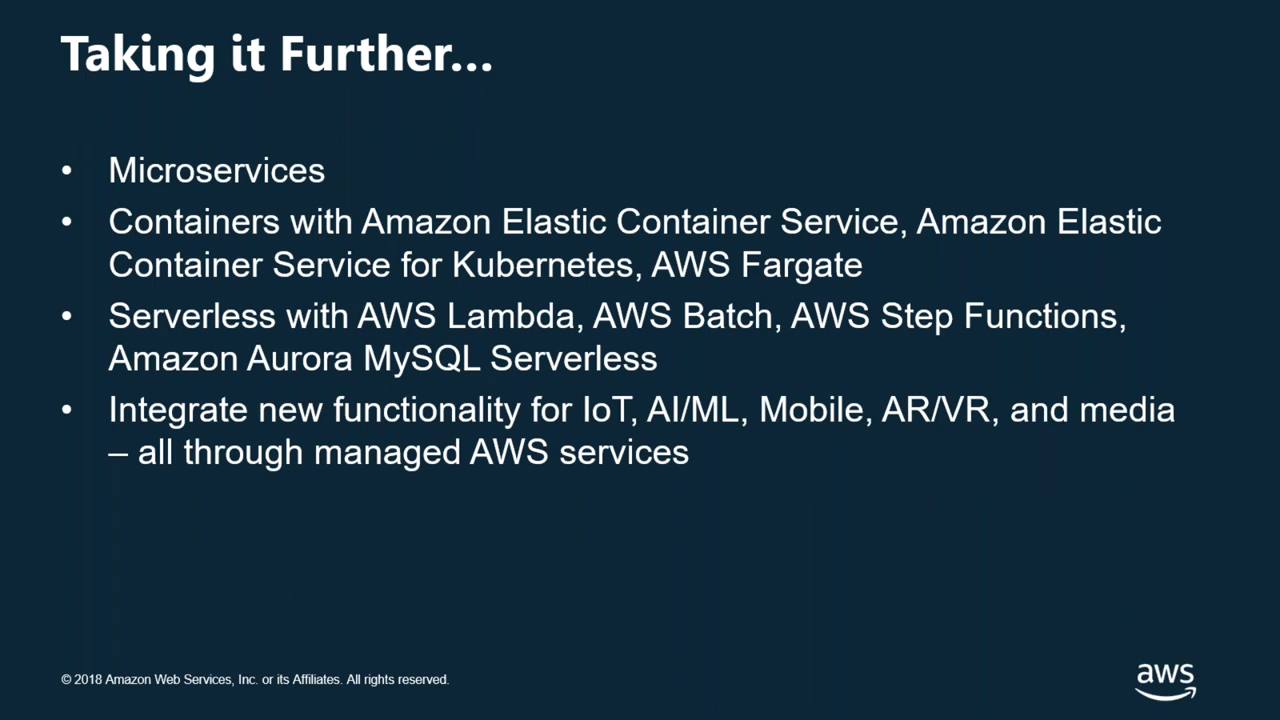 Taking it Further...
• Microservices
• Containers with Amazon Elastic Container Service, Amazon Elastic
Container Service for Kubernetes, AWS Fargate
• Serverless with AWS Lambda, AWS Batch, AWS Step Functions,
Amazon Aurora MySQL Serverless
• Integrate new functionality for IoT, AI/ML, Mobile, AR/VR, and media
– all through managed AWS services
© 2018 Amazon Web Services, Inc. or its Affiliates. All rights reserved.
aws